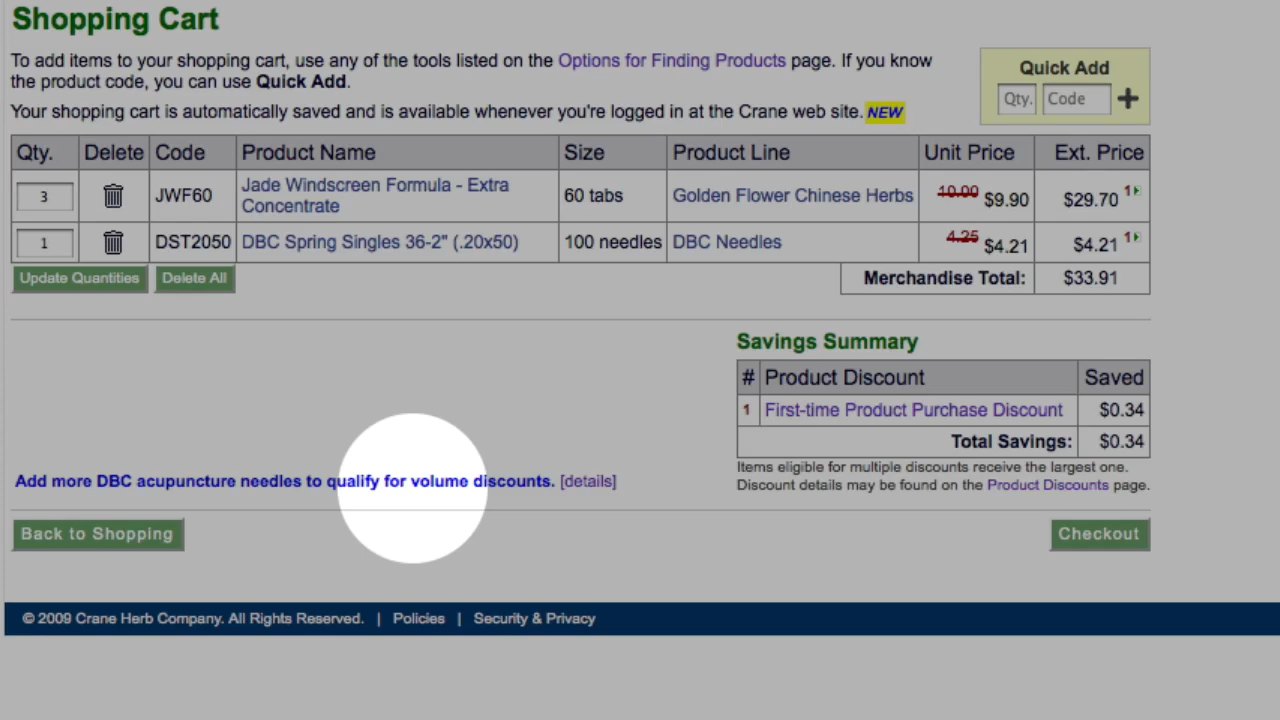 Shopping Cart
To add items to your shopping cart, use any of the tools listed on the Options for Finding Products page. If you know
the product code, you can use Quick Add.
Your shopping cart is automatically saved and is available whenever you're logged in at the Crane web site. NEW
Quick Add
Qty. Code
Qty. Delete Code Product Name Size Product Line Unit Price Ext. Price
3 JWF60 Jade Windscreen Formula - Extra Concentrate 60 tabs Golden Flower Chinese Herbs 10.00 $9.90 $29.70 1
1 DST2050 DBC Spring Singles 36-2" (.20x50) 100 needles DBC Needles 4.25 $4.21 $4.21 1
Update Quantities Delete All Merchandise Total: $33.91
Savings Summary
# Product Discount Saved
1 First-time Product Purchase Discount $0.34
Total Savings: $0.34
Items eligible for multiple discounts receive the largest one.
Discount details may be found on the Product Discounts page.
Add more DBC acupuncture needles to qualify for volume discounts. [details]
Back to Shopping Checkout
© 2009 Crane Herb Company. All Rights Reserved. | Policies | Security & Privacy